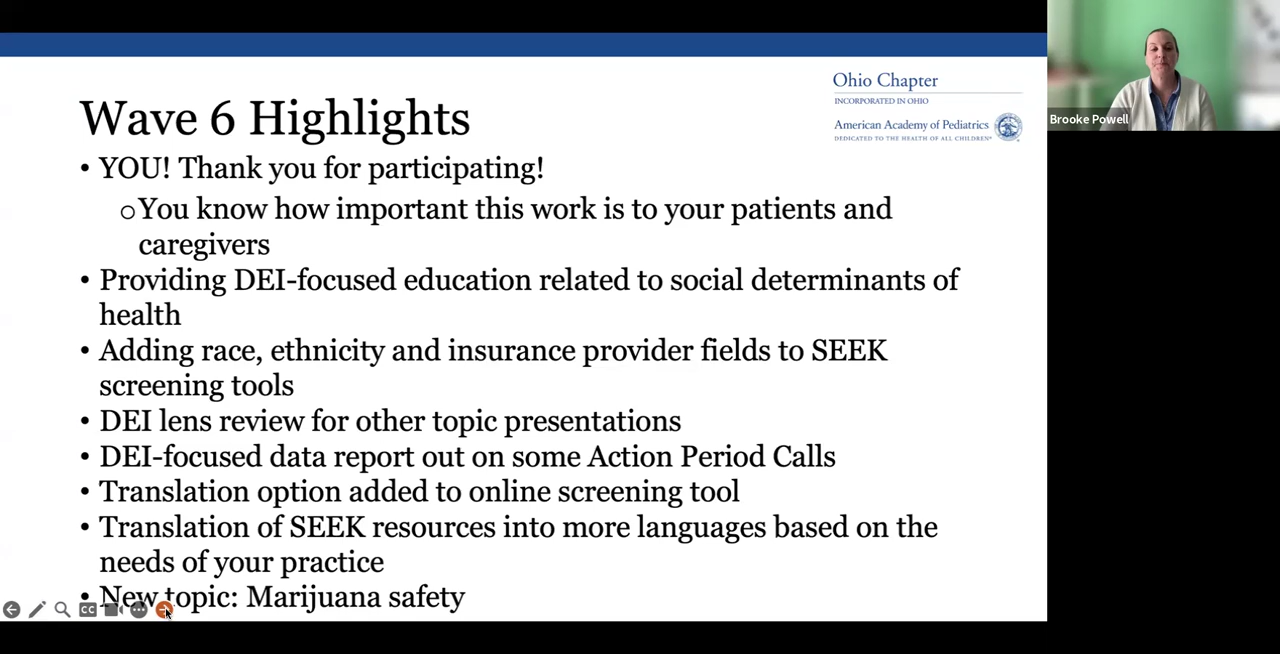 Wave 6 Highlights
Ohio Chapter
INCORPORATED IN OHIO
American Academy of Pediatrics
DEDICATED TO THE HEALTH OF ALL CHILDREN®
Brooke Powell
• YOU! Thank you for participating!
o You know how important this work is to your patients and
caregivers
• Providing DEI-focused education related to social determinants of
health
• Adding race, ethnicity and insurance provider fields to SEEK
screening tools
• DEI lens review for other topic presentations
• DEI-focused data report out on some Action Period Calls
• Translation option added to online screening tool
• Translation of SEEK resources into more languages based on the
needs of your practice
• New topic: Marijuana safety
CC